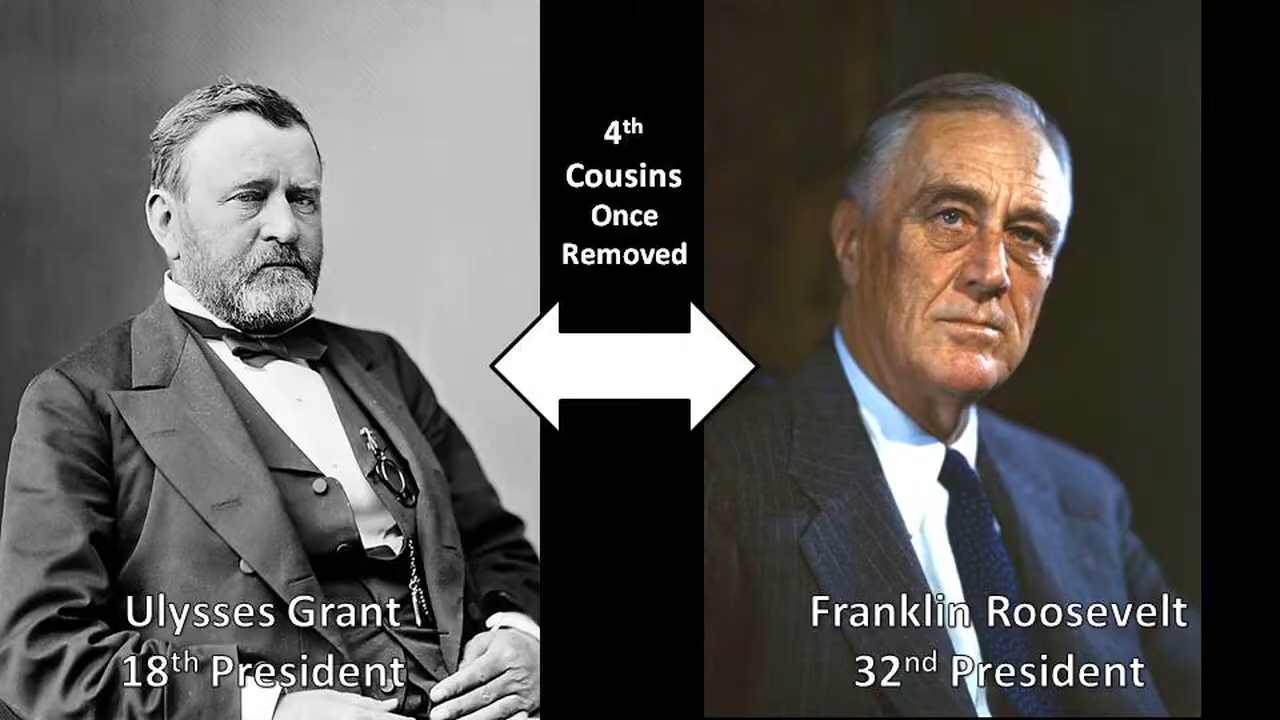 4th
Cousins
Once
Removed
Ulysses Grant
18th President
Franklin Roosevelt
32nd President